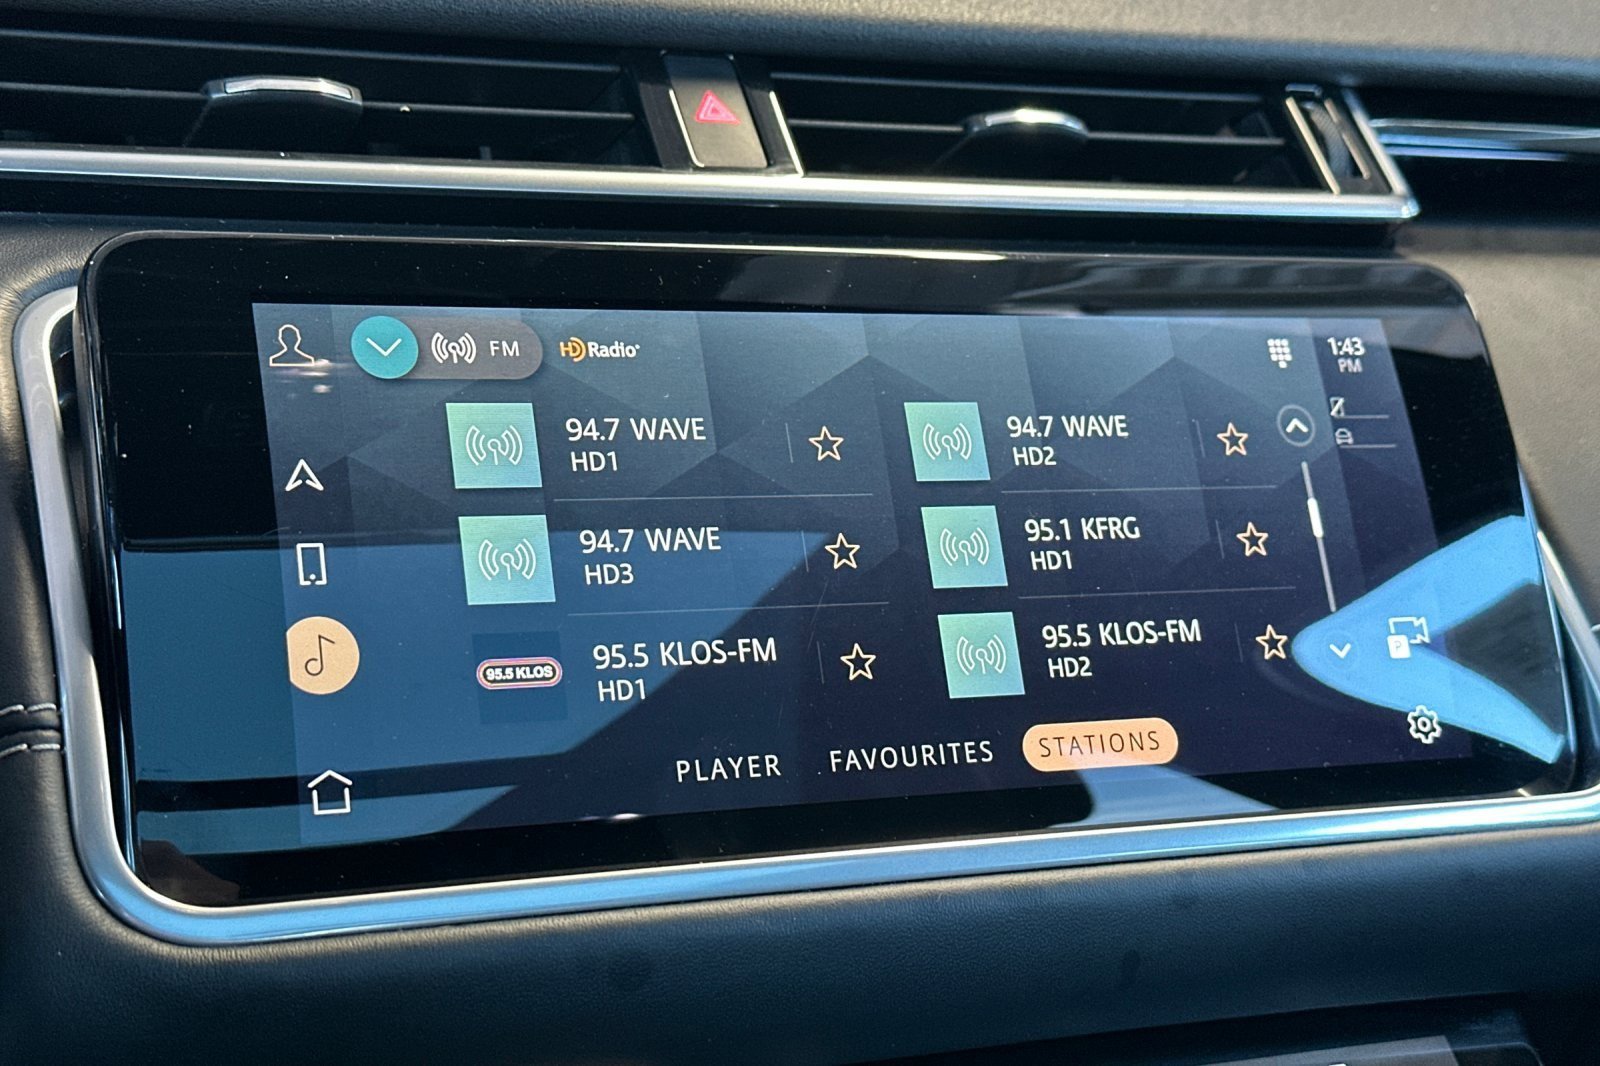 FM
HD Radio
1:43
PM
94.7 WAVE
HD1
94.7 WAVE
HD2
94.7 WAVE
HD3
95.1 KFRG
HD1
95.5 KLOS
95.5 KLOS-FM
HD1
95.5 KLOS-FM
HD2
P
PLAYER
FAVOURITES
STATIONS